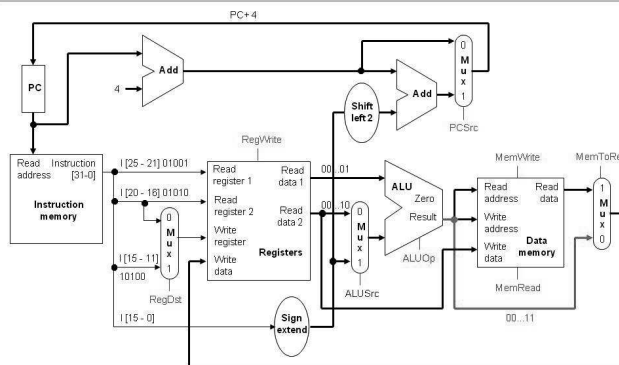 PC+ 4
PC
4
Add
Shift
left 2
Add
0
M
u
x
1
PCSrc
Read
address
Instruction
[31-0]
Instruction
memory
I [25 - 21] 01001
I [20 - 16] 01010
I [15 - 11]
10100
I [15 - 0]
0
M
u
x
1
RegDst
RegWrite
Read
register 1
Read
register 2
Write
register
Write
data
Read
data 1
Read
data 2
Registers
Sign
extend
00...01
00...10
0
M
u
x
1
ALUSrc
ALU
Zero
Result
ALUOp
MemWrite
Read
address
Write
address
Write
data
Read
data
Data
memory
MemRead
MemToRe
1
M
u
x
0
00...11